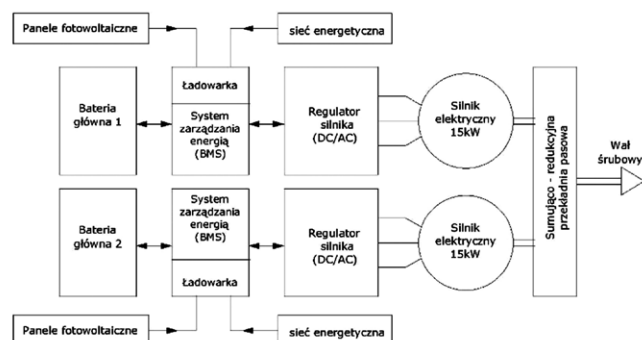 Panele fotowoltaiczne
sieć energetyczna
Bateria
główna 1
Ładowarka
System
zarządzania
energią
(BMS)
Regulator
silnika
(DC/AC)
Silnik
elektryczny
15kW
Sumująco - redukcyjna
przekładnia pasowa
Wał
śrubowy
Bateria
główna 2
System
zarządzania
energią
(BMS)
Ładowarka
Regulator
silnika
(DC/AC)
Silnik
elektryczny
15kW
Panele fotowoltaiczne
sieć energetyczna